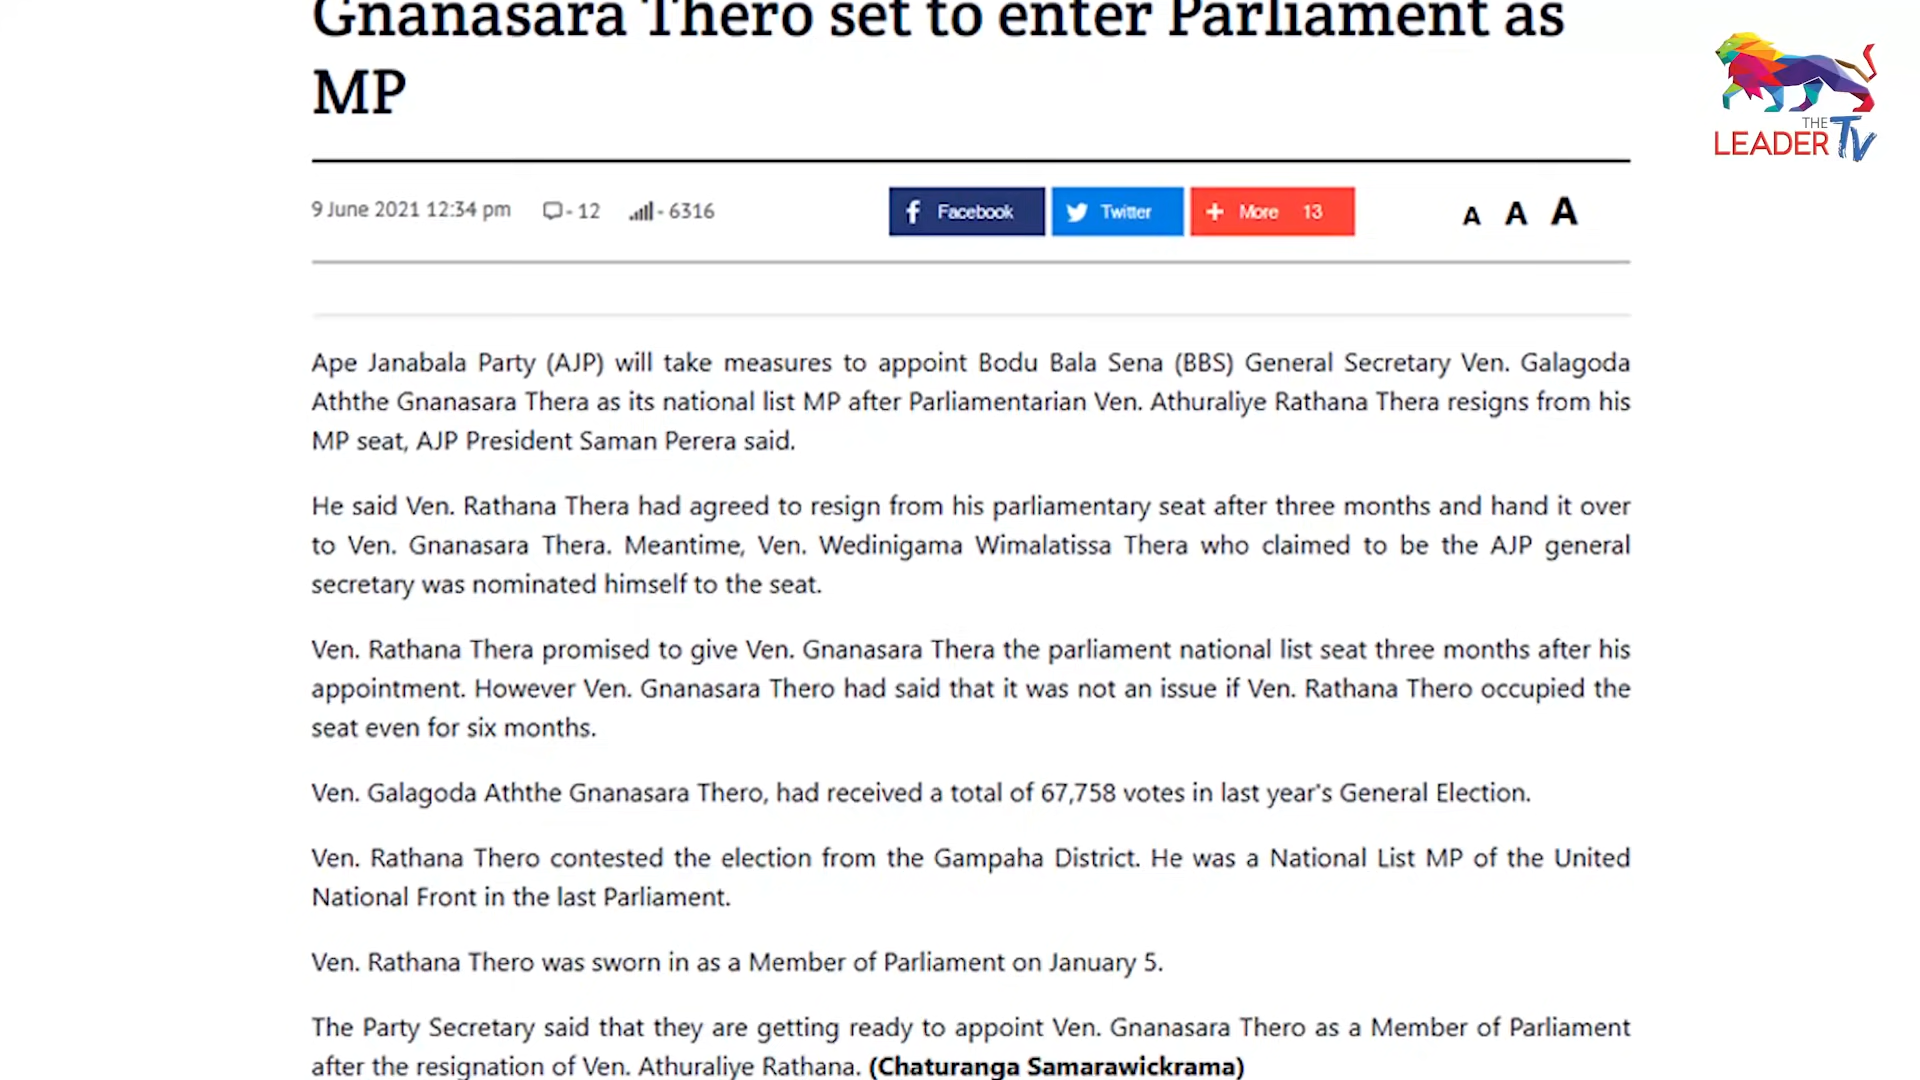 Gnanasara Thero set to enter Parliament as
MP
THE
LEADER TV
9 June 2021 12:34 pm - 12 - 6316
Facebook Twitter + More 13 A A A
Ape Janabala Party (AJP) will take measures to appoint Bodu Bala Sena (BBS) General Secretary Ven. Galagoda
Aththe Gnanasara Thera as its national list MP after Parliamentarian Ven. Athuraliye Rathana Thera resigns from his
MP seat, AJP President Saman Perera said.
He said Ven. Rathana Thera had agreed to resign from his parliamentary seat after three months and hand it over
to Ven. Gnanasara Thera. Meantime, Ven. Wedinigama Wimalatissa Thera who claimed to be the AJP general
secretary was nominated himself to the seat.
Ven. Rathana Thera promised to give Ven. Gnanasara Thera the parliament national list seat three months after his
appointment. However Ven. Gnanasara Thero had said that it was not an issue if Ven. Rathana Thero occupied the
seat even for six months.
Ven. Galagoda Aththe Gnanasara Thero, had received a total of 67,758 votes in last year's General Election.
Ven. Rathana Thero contested the election from the Gampaha District. He was a National List MP of the United
National Front in the last Parliament.
Ven. Rathana Thero was sworn in as a Member of Parliament on January 5.
The Party Secretary said that they are getting ready to appoint Ven. Gnanasara Thero as a Member of Parliament
after the resignation of Ven. Athuraliye Rathana. (Chaturanga Samarawickrama)